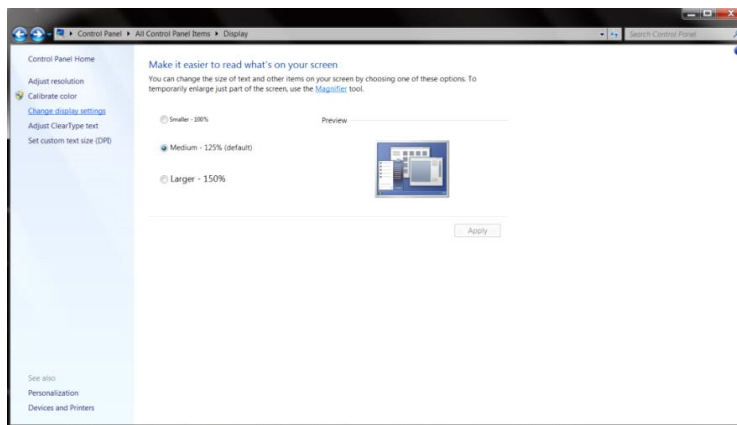 Control Panel ▸ All Control Panel Items ▸ Display
Search Control Panel
Control Panel Home
Adjust resolution
Calibrate color
Change display settings
Adjust ClearType text
Set custom text size (DPI)
See also
Personalization
Devices and Printers
Make it easier to read what's on your screen
You can change the size of text and other items on your screen by choosing one of these options. To
temporarily enlarge just part of the screen, use the Magnifier tool.
Smaller - 100%
Preview
Medium - 125% (default)
Larger - 150%
Apply